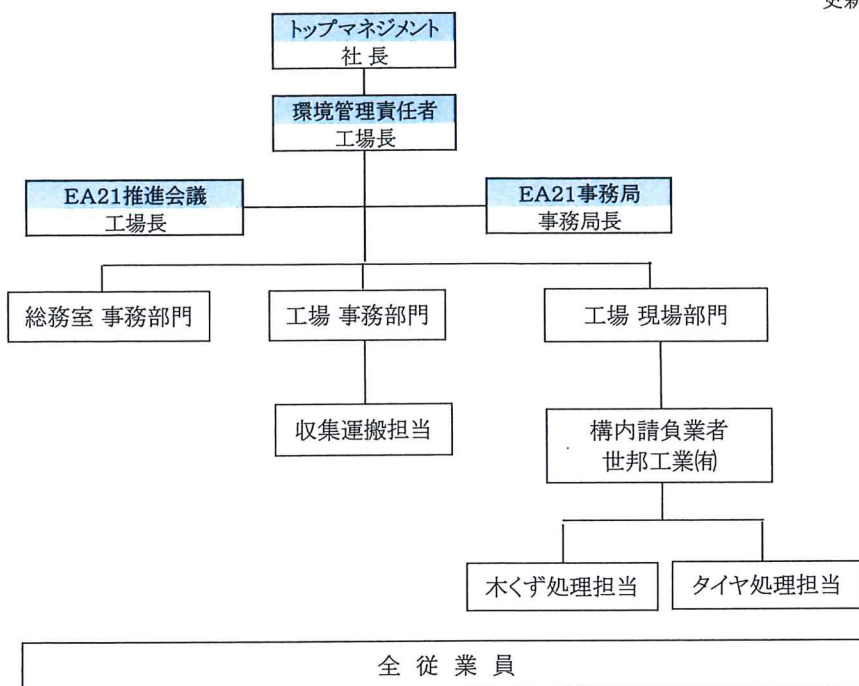 更新
トップマネジメント
社 長
環境管理責任者
工場長
EA21推進会議
工場長
EA21事務局
事務局長
総務室 事務部門
工場 事務部門
工場 現場部門
収集運搬担当
構内請負業者
世邦工業㈲
木くず処理担当
タイヤ処理担当
全 従 業 員